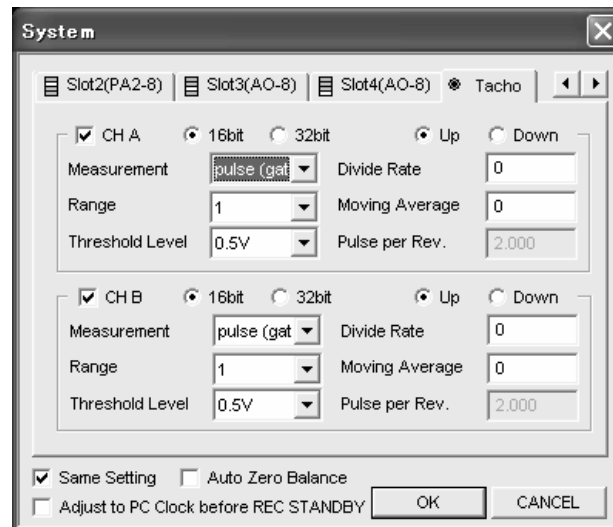 System
Slot2(PA2-8) Slot3(AO-8) Slot4(AO-8) Tacho
CH A 16bit 32bit Up Down
Measurement pulse (gat Divide Rate 0
Range 1 Moving Average 0
Threshold Level 0.5V Pulse per Rev. 2.000
CH B 16bit 32bit Up Down
Measurement pulse (gat Divide Rate 0
Range 1 Moving Average 0
Threshold Level 0.5V Pulse per Rev. 2.000
Same Setting Auto Zero Balance
Adjust to PC Clock before REC STANDBY OK CANCEL